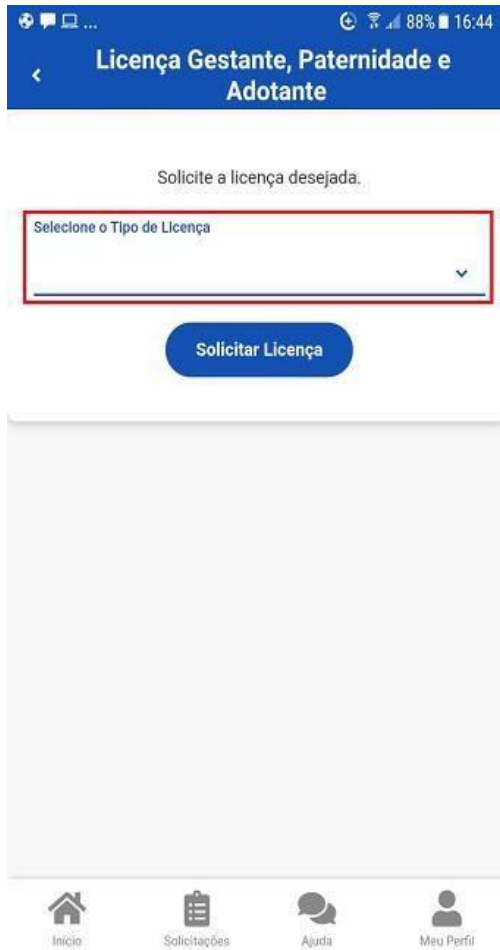 ... 88% 16:44
Licença Gestante, Paternidade e
Adotante
Solicite a licença desejada.
Selecione o Tipo de Licença
Solicitar Licença
Início Solicitações Ajuda Meu Perfil